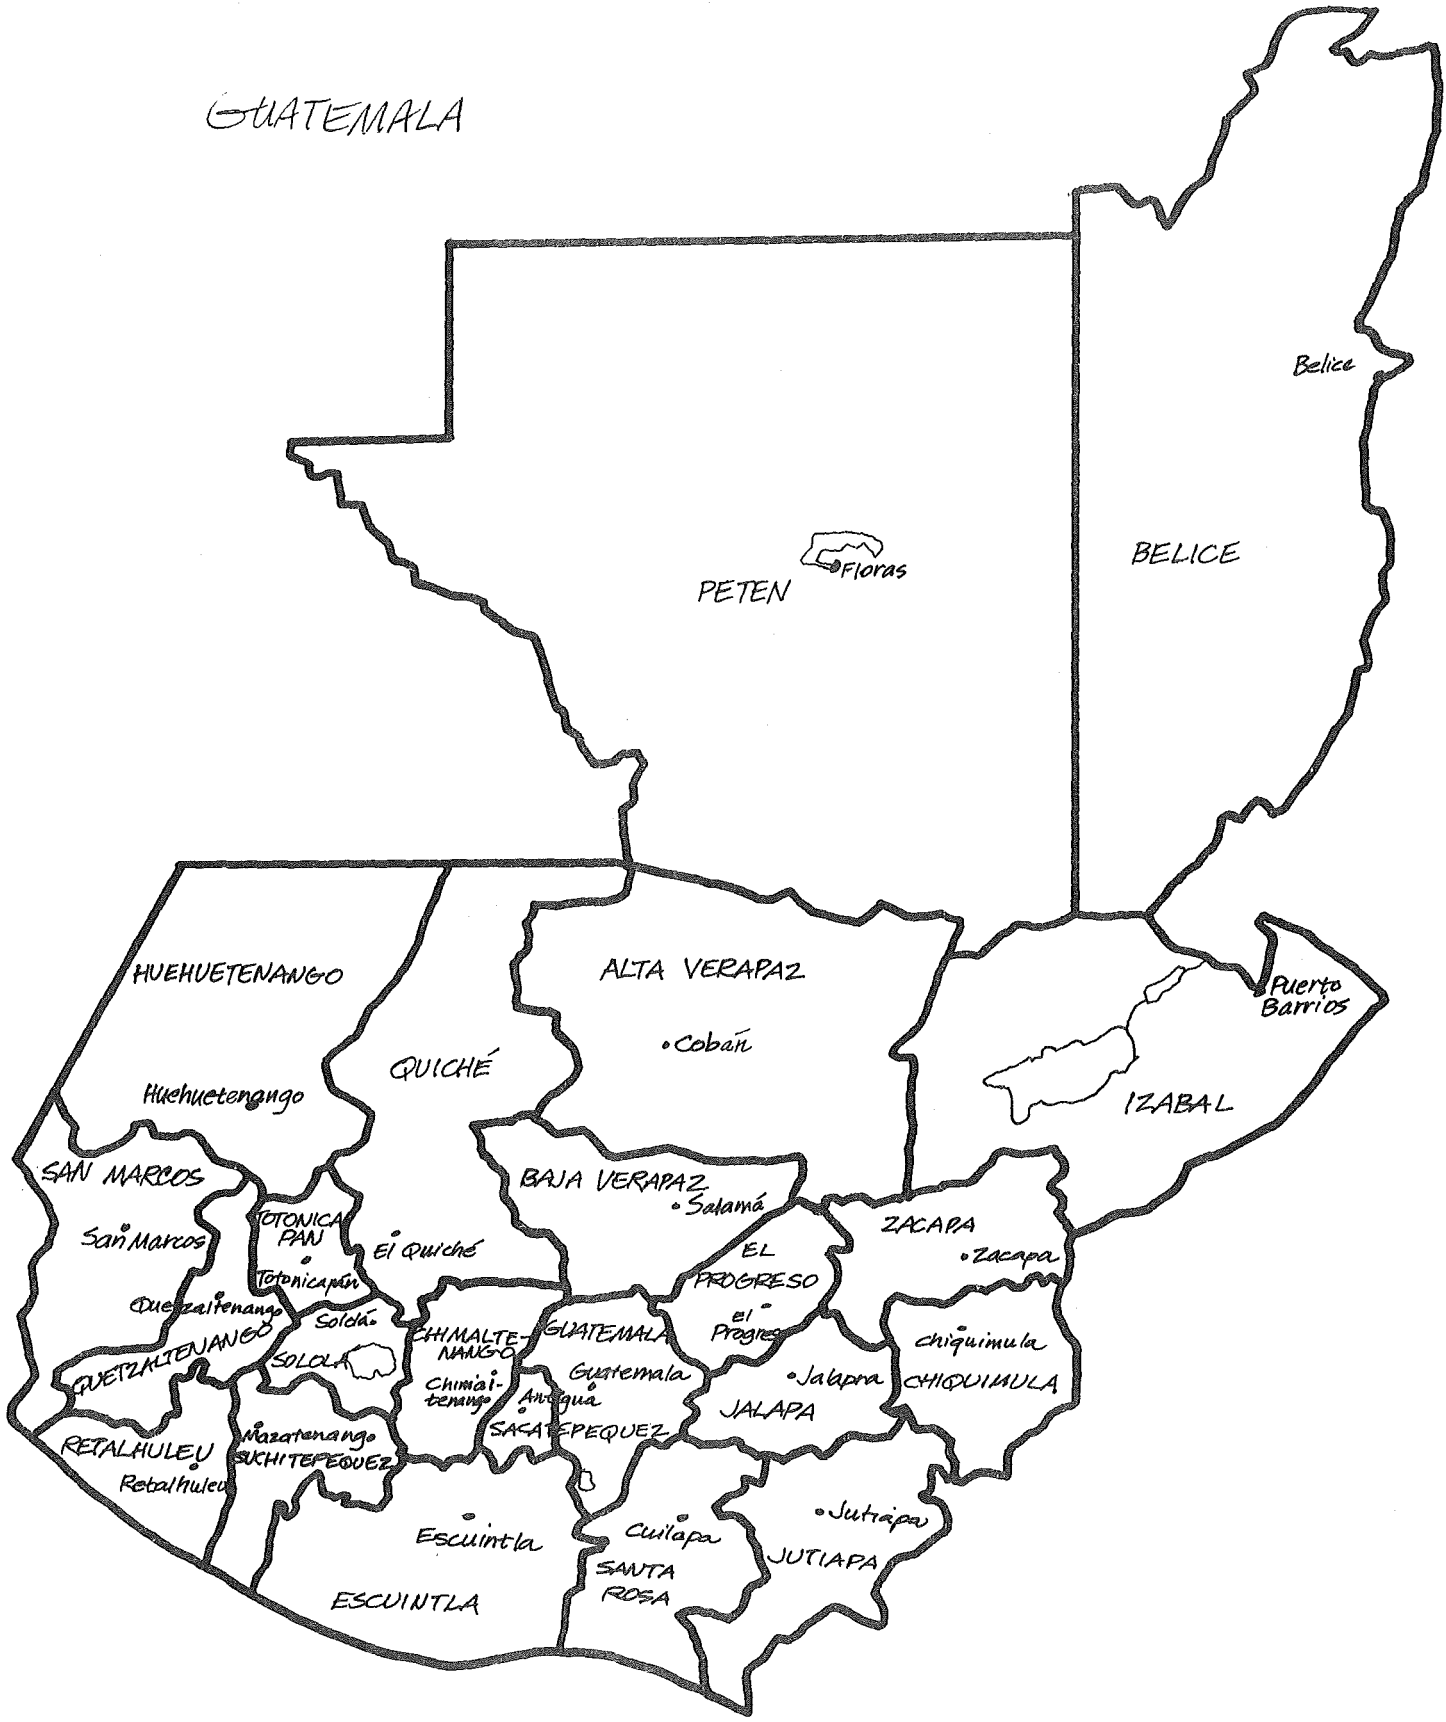 GUATEMALA
Belice
BELICE
Floras
PETEN
HUEHUETENANGO
ALTA VERAPAZ
Puerto
Barrios
Cobán
QUICHÉ
Huehuetenango
IZABAL
SAN MARCOS
BAJA VERAPAZ
Salamá
TOTONICA
PAN
ZACAPA
San Marcos
El Quiché
EL
PROGRESO
Zacapa
Totonicapán
Quetzaltenango
Soldá
El
Progreso
CHIMALTE-
NANGO
GUATEMALA
chiquimula
QUETZALTENANGO
SOLOLA
Guatemala
Jalapna
CHIQUIMULA
Chimal-
tenango
Antigua
JALAPA
SACATEPEQUEZ
RETALHULEU
Mazatenango
SUCHITEPEQUEZ
Retalhuleu
Escuintla
Cuilapa
Jutiapa
SANTA
ROSA
JUTIAPA
ESCUINTLA